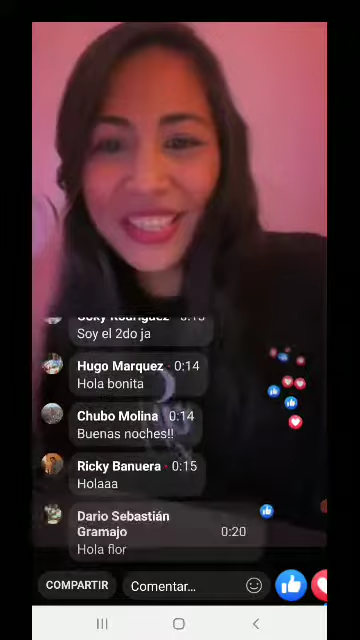 Soy el 2do ja
Hugo Marquez · 0:14
Hola bonita
Chubo Molina 0:14
Buenas noches!!
Ricky Banuera • 0:15
Holaaa
Dario Sebastián
Gramajo 0:20
Hola flor
COMPARTIR Comentar...